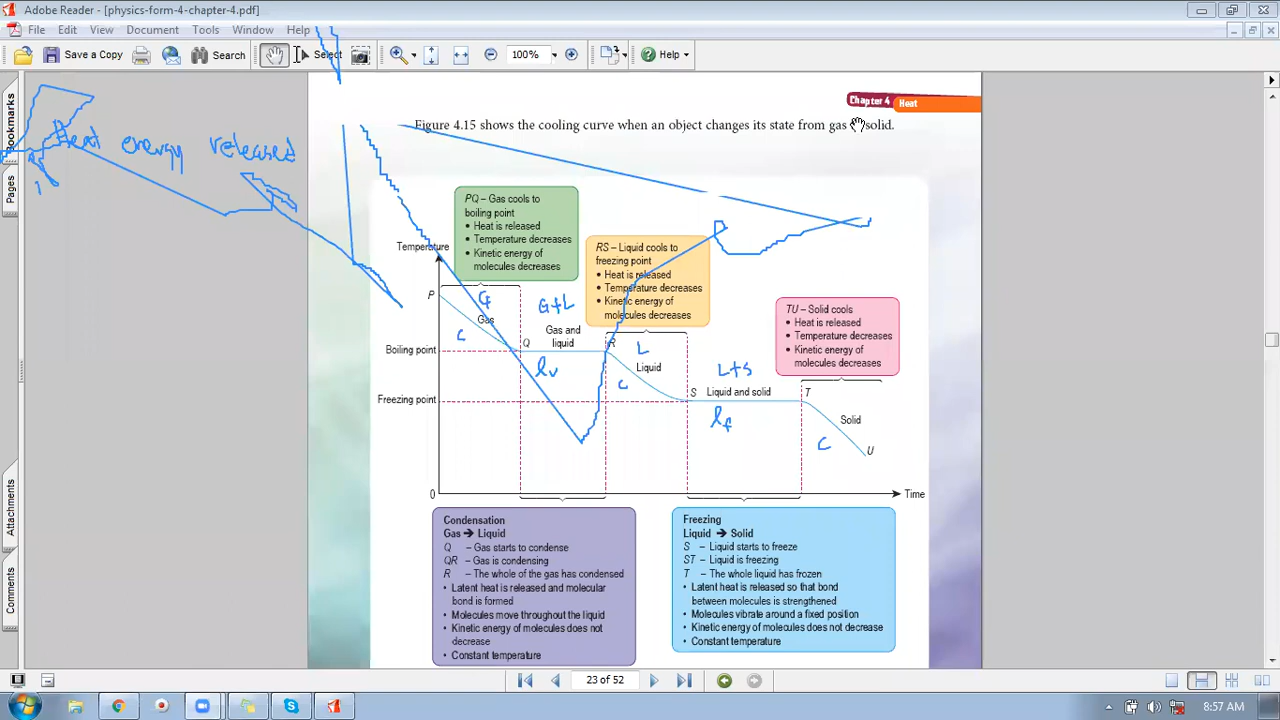 Adobe Reader - [physics-form-4-chapter-4.pdf]
File Edit View Document Tools Window Help
Save a Copy Search Select 100% Help
Bookmarks
Pages
Attachments
Comments
Chapter 4 Heat
Figure 4.15 shows the cooling curve when an object changes its state from gas solid.
Heat energy released
PQ – Gas cools to
boiling point
• Heat is released
• Temperature decreases
• Kinetic energy of
molecules decreases
RS – Liquid cools to
freezing point
• Heat is released
• Temperature decreases
• Kinetic energy of
molecules decreases
TU – Solid cools
• Heat is released
• Temperature decreases
• Kinetic energy of
molecules decreases
Temperature
P
G
Gas
C
G+L
Gas and
liquid
Boiling point
Q
R
lv
L
Liquid
C
L+S
S Liquid and solid T
Freezing point
lf
Solid
C
U
0
Time
Condensation
Gas ➔ Liquid
Q – Gas starts to condense
QR – Gas is condensing
R – The whole of the gas has condensed
• Latent heat is released and molecular
bond is formed
• Molecules move throughout the liquid
• Kinetic energy of molecules does not
decrease
• Constant temperature
Freezing
Liquid ➔ Solid
S – Liquid starts to freeze
ST – Liquid is freezing
T – The whole liquid has frozen
• Latent heat is released so that bond
between molecules is strengthened
• Molecules vibrate around a fixed position
• Kinetic energy of molecules does not decrease
• Constant temperature
23 of 52
8:57 AM